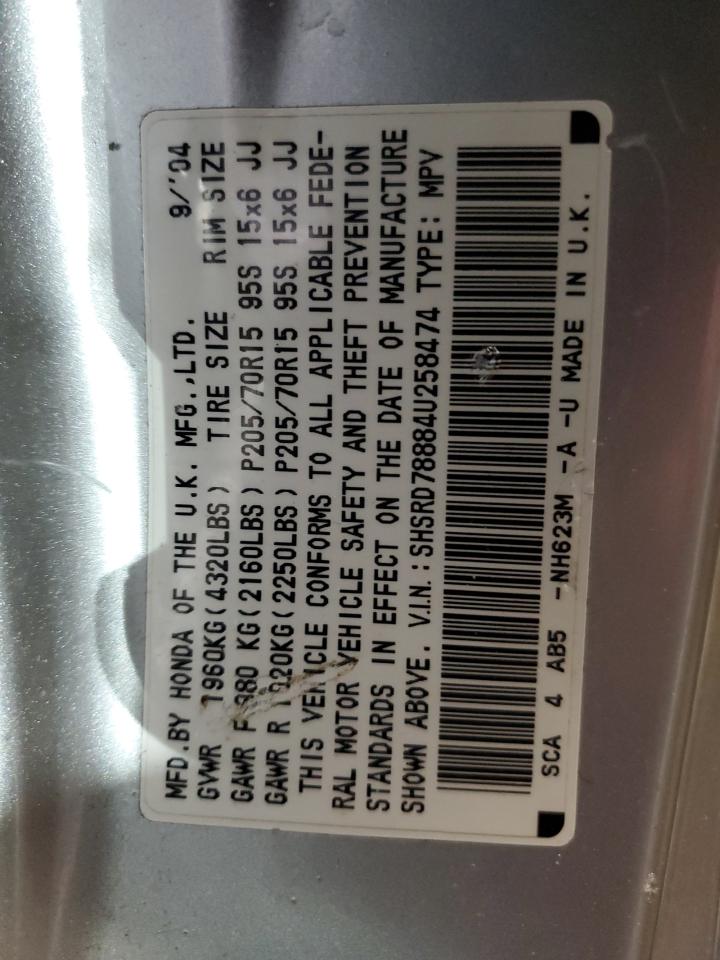 MFD.BY HONDA OF THE U.K. MFG.,LTD. 9/'04
GVWR 1960KG(4320LBS) TIRE SIZE RIM SIZE
GAWR F 980 KG(2160LBS) P205/70R15 95S 15x6 JJ
GAWR R 1020KG(2250LBS) P205/70R15 95S 15x6 JJ
THIS VEHICLE CONFORMS TO ALL APPLICABLE FEDE-
RAL MOTOR VEHICLE SAFETY AND THEFT PREVENTION
STANDARDS IN EFFECT ON THE DATE OF MANUFACTURE
SHOWN ABOVE. V.I.N.:SHSRD78884U258474 TYPE: MPV
SCA 4 AB5 -NH623M -A -U MADE IN U.K.